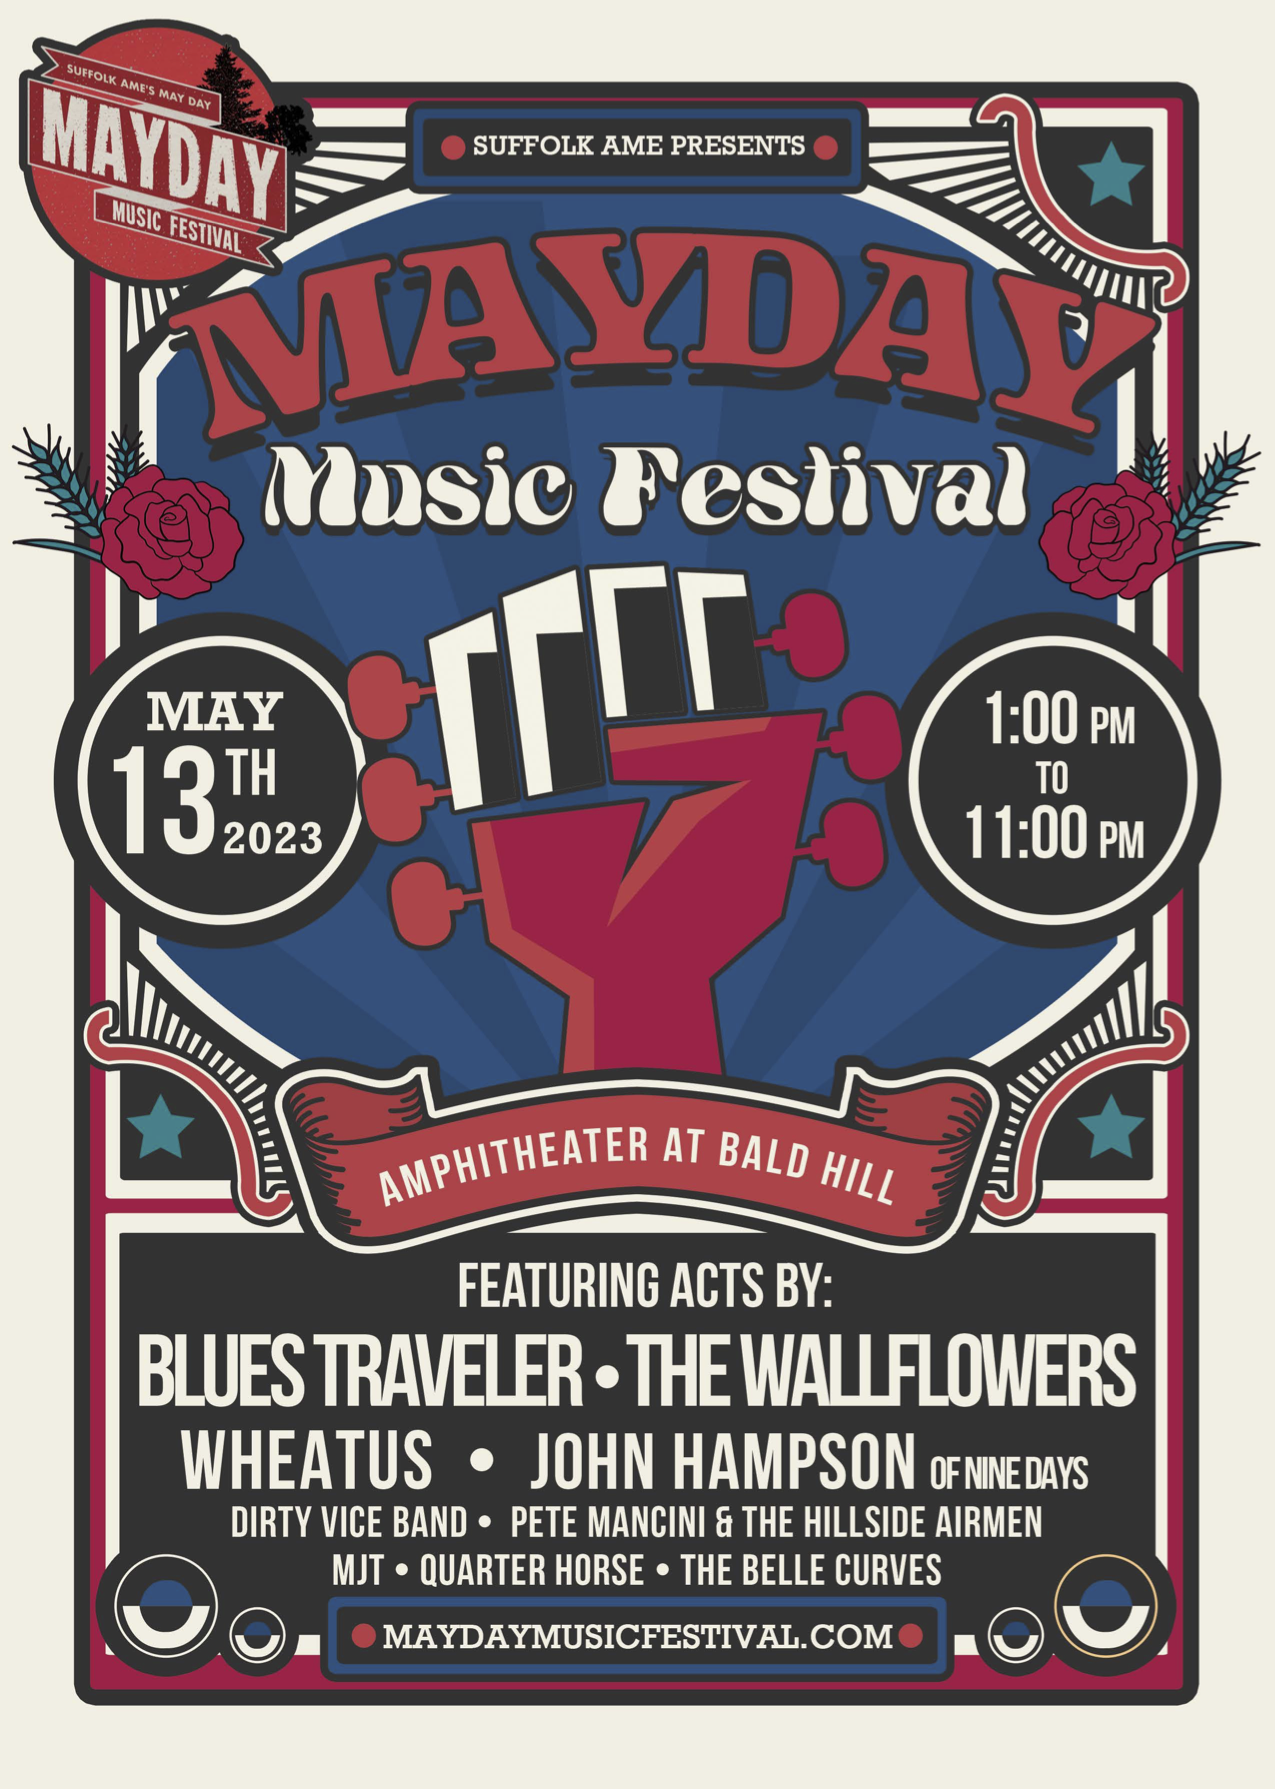 SUFFOLK AME'S MAY DAY
MAYDAY
MUSIC FESTIVAL
SUFFOLK AME PRESENTS
MAYDAY
Music Festival
MAY
13TH
2023
1:00 PM
TO
11:00 PM
AMPHITHEATER AT BALD HILL
FEATURING ACTS BY:
BLUES TRAVELER • THE WALLFLOWERS
WHEATUS • JOHN HAMPSON OF NINE DAYS
DIRTY VICE BAND • PETE MANCINI & THE HILLSIDE AIRMEN
MJT • QUARTER HORSE • THE BELLE CURVES
MAYDAYMUSICFESTIVAL.COM